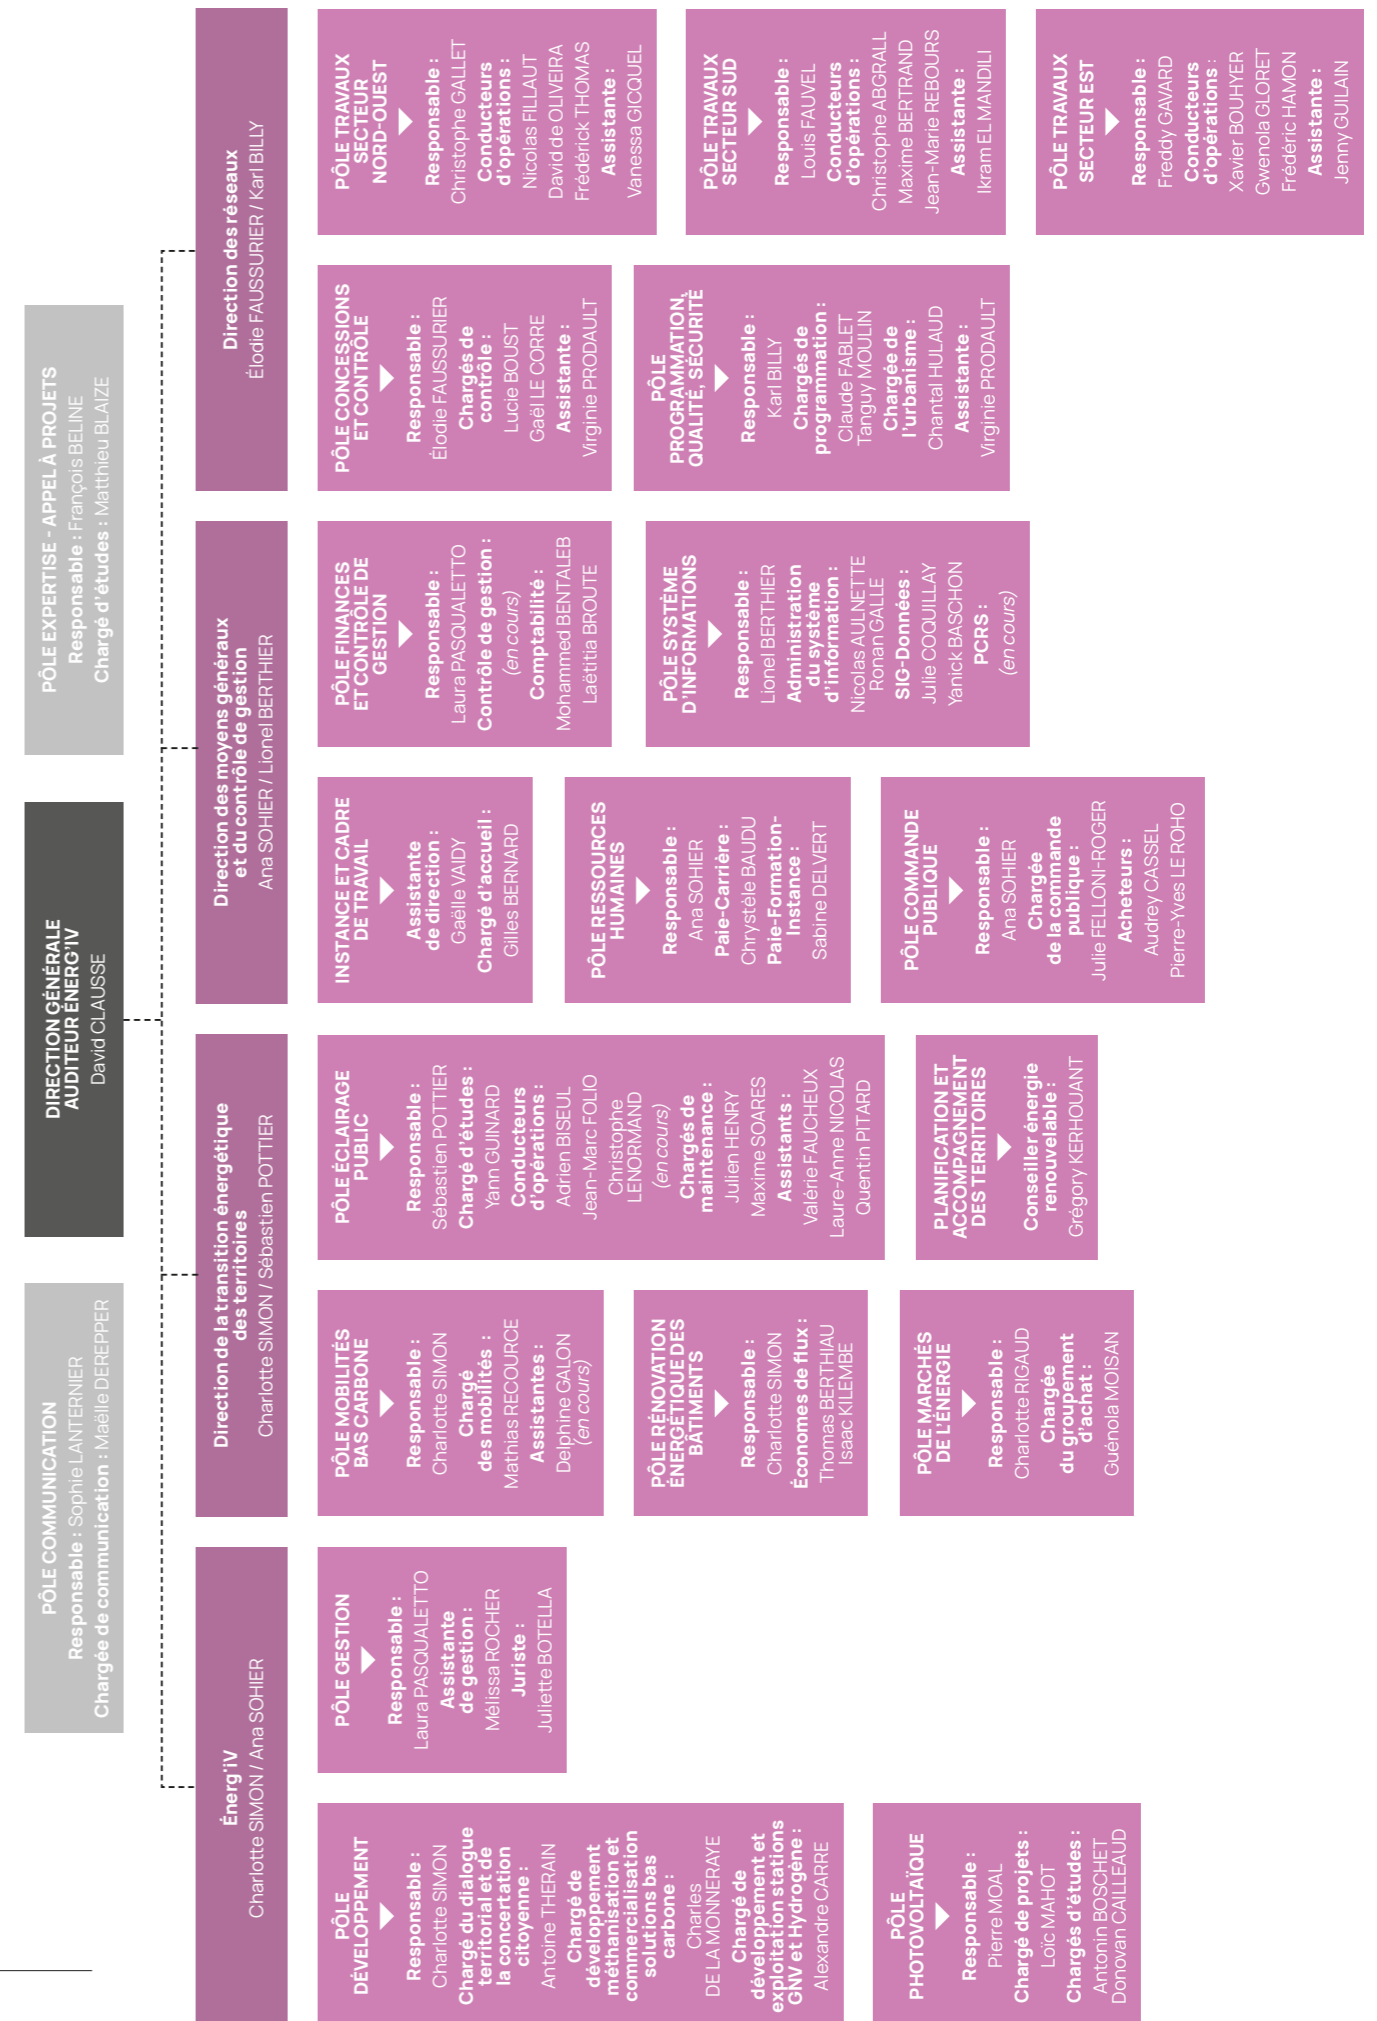 PÔLE COMMUNICATION
Responsable : Sophie LANTERNIER
Chargée de communication : Maëlle DEREPPER
DIRECTION GÉNÉRALE
AUDITEUR ÉNERG'IV
David CLAUSSE
PÔLE EXPERTISE - APPEL À PROJETS
Responsable : François BELINE
Chargé d'études : Matthieu BLAIZE
Énerg'iV
Charlotte SIMON / Ana SOHIER
PÔLE
DÉVELOPPEMENT
Responsable :
Charlotte SIMON
Chargé du dialogue
territorial et de
la concertation
citoyenne :
Antoine THERAIN
Chargé de
développement
méthanisation et
commercialisation
solutions bas
carbone :
Charles
DE LA MONNERAYE
Chargé de
développement et
exploitation stations
GNV et Hydrogène :
Alexandre CARRE
PÔLE
PHOTOVOLTAÏQUE
Responsable :
Pierre MOAL
Chargé de projets :
Loïc MAHOT
Chargés d'études :
Antonin BOSCHET
Donovan CAILLEAUD
PÔLE GESTION
Responsable :
Laura PASQUALETTO
Assistante
de gestion :
Mélissa ROCHER
Juriste :
Juliette BOTELLA
Direction de la transition énergétique
des territoires
Charlotte SIMON / Sébastien POTTIER
PÔLE MOBILITÉS
BAS CARBONE
Responsable :
Charlotte SIMON
Chargé
des mobilités :
Mathias RECOURCE
Assistantes :
Delphine GALON
(en cours)
PÔLE RÉNOVATION
ÉNERGÉTIQUE DES
BÂTIMENTS
Responsable :
Charlotte SIMON
Économes de flux :
Thomas BERTHIAU
Isaac KILEMBE
PÔLE MARCHÉS
DE L'ÉNERGIE
Responsable :
Charlotte RIGAUD
Chargée
du groupement
d'achat :
Guénola MOISAN
PÔLE ÉCLAIRAGE
PUBLIC
Responsable :
Sébastien POTTIER
Chargé d'études :
Yann GUINARD
Conducteurs
d'opérations :
Adrien BISEUL
Jean-Marc FOLIO
Christophe
LENORMAND
(en cours)
Chargés de
maintenance :
Julien HENRY
Maxime SOARES
Assistants :
Valérie FAUCHEUX
Laure-Anne NICOLAS
Quentin PITARD
PLANIFICATION ET
ACCOMPAGNEMENT
DES TERRITOIRES
Conseiller énergie
renouvelable :
Grégory KERHOUANT
Direction des moyens généraux
et du contrôle de gestion
Ana SOHIER / Lionel BERTHIER
INSTANCE ET CADRE
DE TRAVAIL
Assistante
de direction :
Gaëlle VAIDY
Chargé d'accueil :
Gilles BERNARD
PÔLE RESSOURCES
HUMAINES
Responsable :
Ana SOHIER
Paie-Carrière :
Chrystèle BAUDU
Paie-Formation-
Instance :
Sabine DELVERT
PÔLE COMMANDE
PUBLIQUE
Responsable :
Ana SOHIER
Chargée
de la commande
publique :
Julie FELLONI-ROGER
Acheteurs :
Audrey CASSEL
Pierre-Yves LE ROHO
PÔLE FINANCES
ET CONTRÔLE DE
GESTION
Responsable :
Laura PASQUALETTO
Contrôle de gestion :
(en cours)
Comptabilité :
Mohammed BENTALEB
Laëtitia BROUTE
PÔLE SYSTÈME
D'INFORMATIONS
Responsable :
Lionel BERTHIER
Administration
du système
d'information :
Nicolas AULNETTE
Ronan GALLE
SIG-Données :
Julie COQUILLAY
Yanick BASCHON
PCRS :
(en cours)
Direction des réseaux
Élodie FAUSSURIER / Karl BILLY
PÔLE CONCESSIONS
ET CONTRÔLE
Responsable :
Élodie FAUSSURIER
Chargés de
contrôle :
Lucie BOUST
Gaël LE CORRE
Assistante :
Virginie PRODAULT
PÔLE
PROGRAMMATION,
QUALITÉ, SÉCURITÉ
Responsable :
Karl BILLY
Chargés de
programmation :
Claude FABLET
Tanguy MOULIN
Chargée de
l'urbanisme :
Chantal HULAUD
Assistante :
Virginie PRODAULT
PÔLE TRAVAUX
SECTEUR
NORD-OUEST
Responsable :
Christophe GALLET
Conducteurs
d'opérations :
Nicolas FILLAUT
David de OLIVEIRA
Frédérick THOMAS
Assistante :
Vanessa GICQUEL
PÔLE TRAVAUX
SECTEUR SUD
Responsable :
Louis FAUVEL
Conducteurs
d'opérations :
Christophe ABGRALL
Maxime BERTRAND
Jean-Marie REBOURS
Assistante :
Ikram EL MANDILI
PÔLE TRAVAUX
SECTEUR EST
Responsable :
Freddy GAVARD
Conducteurs
d'opérations :
Xavier BOUHYER
Gwenola GLORET
Frédéric HAMON
Assistante :
Jenny GUILAIN